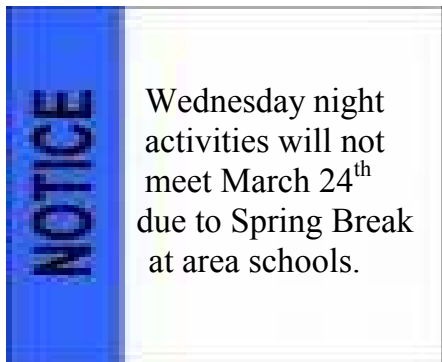 NOTICE
Wednesday night
activities will not
meet March 24th
due to Spring Break
at area schools.